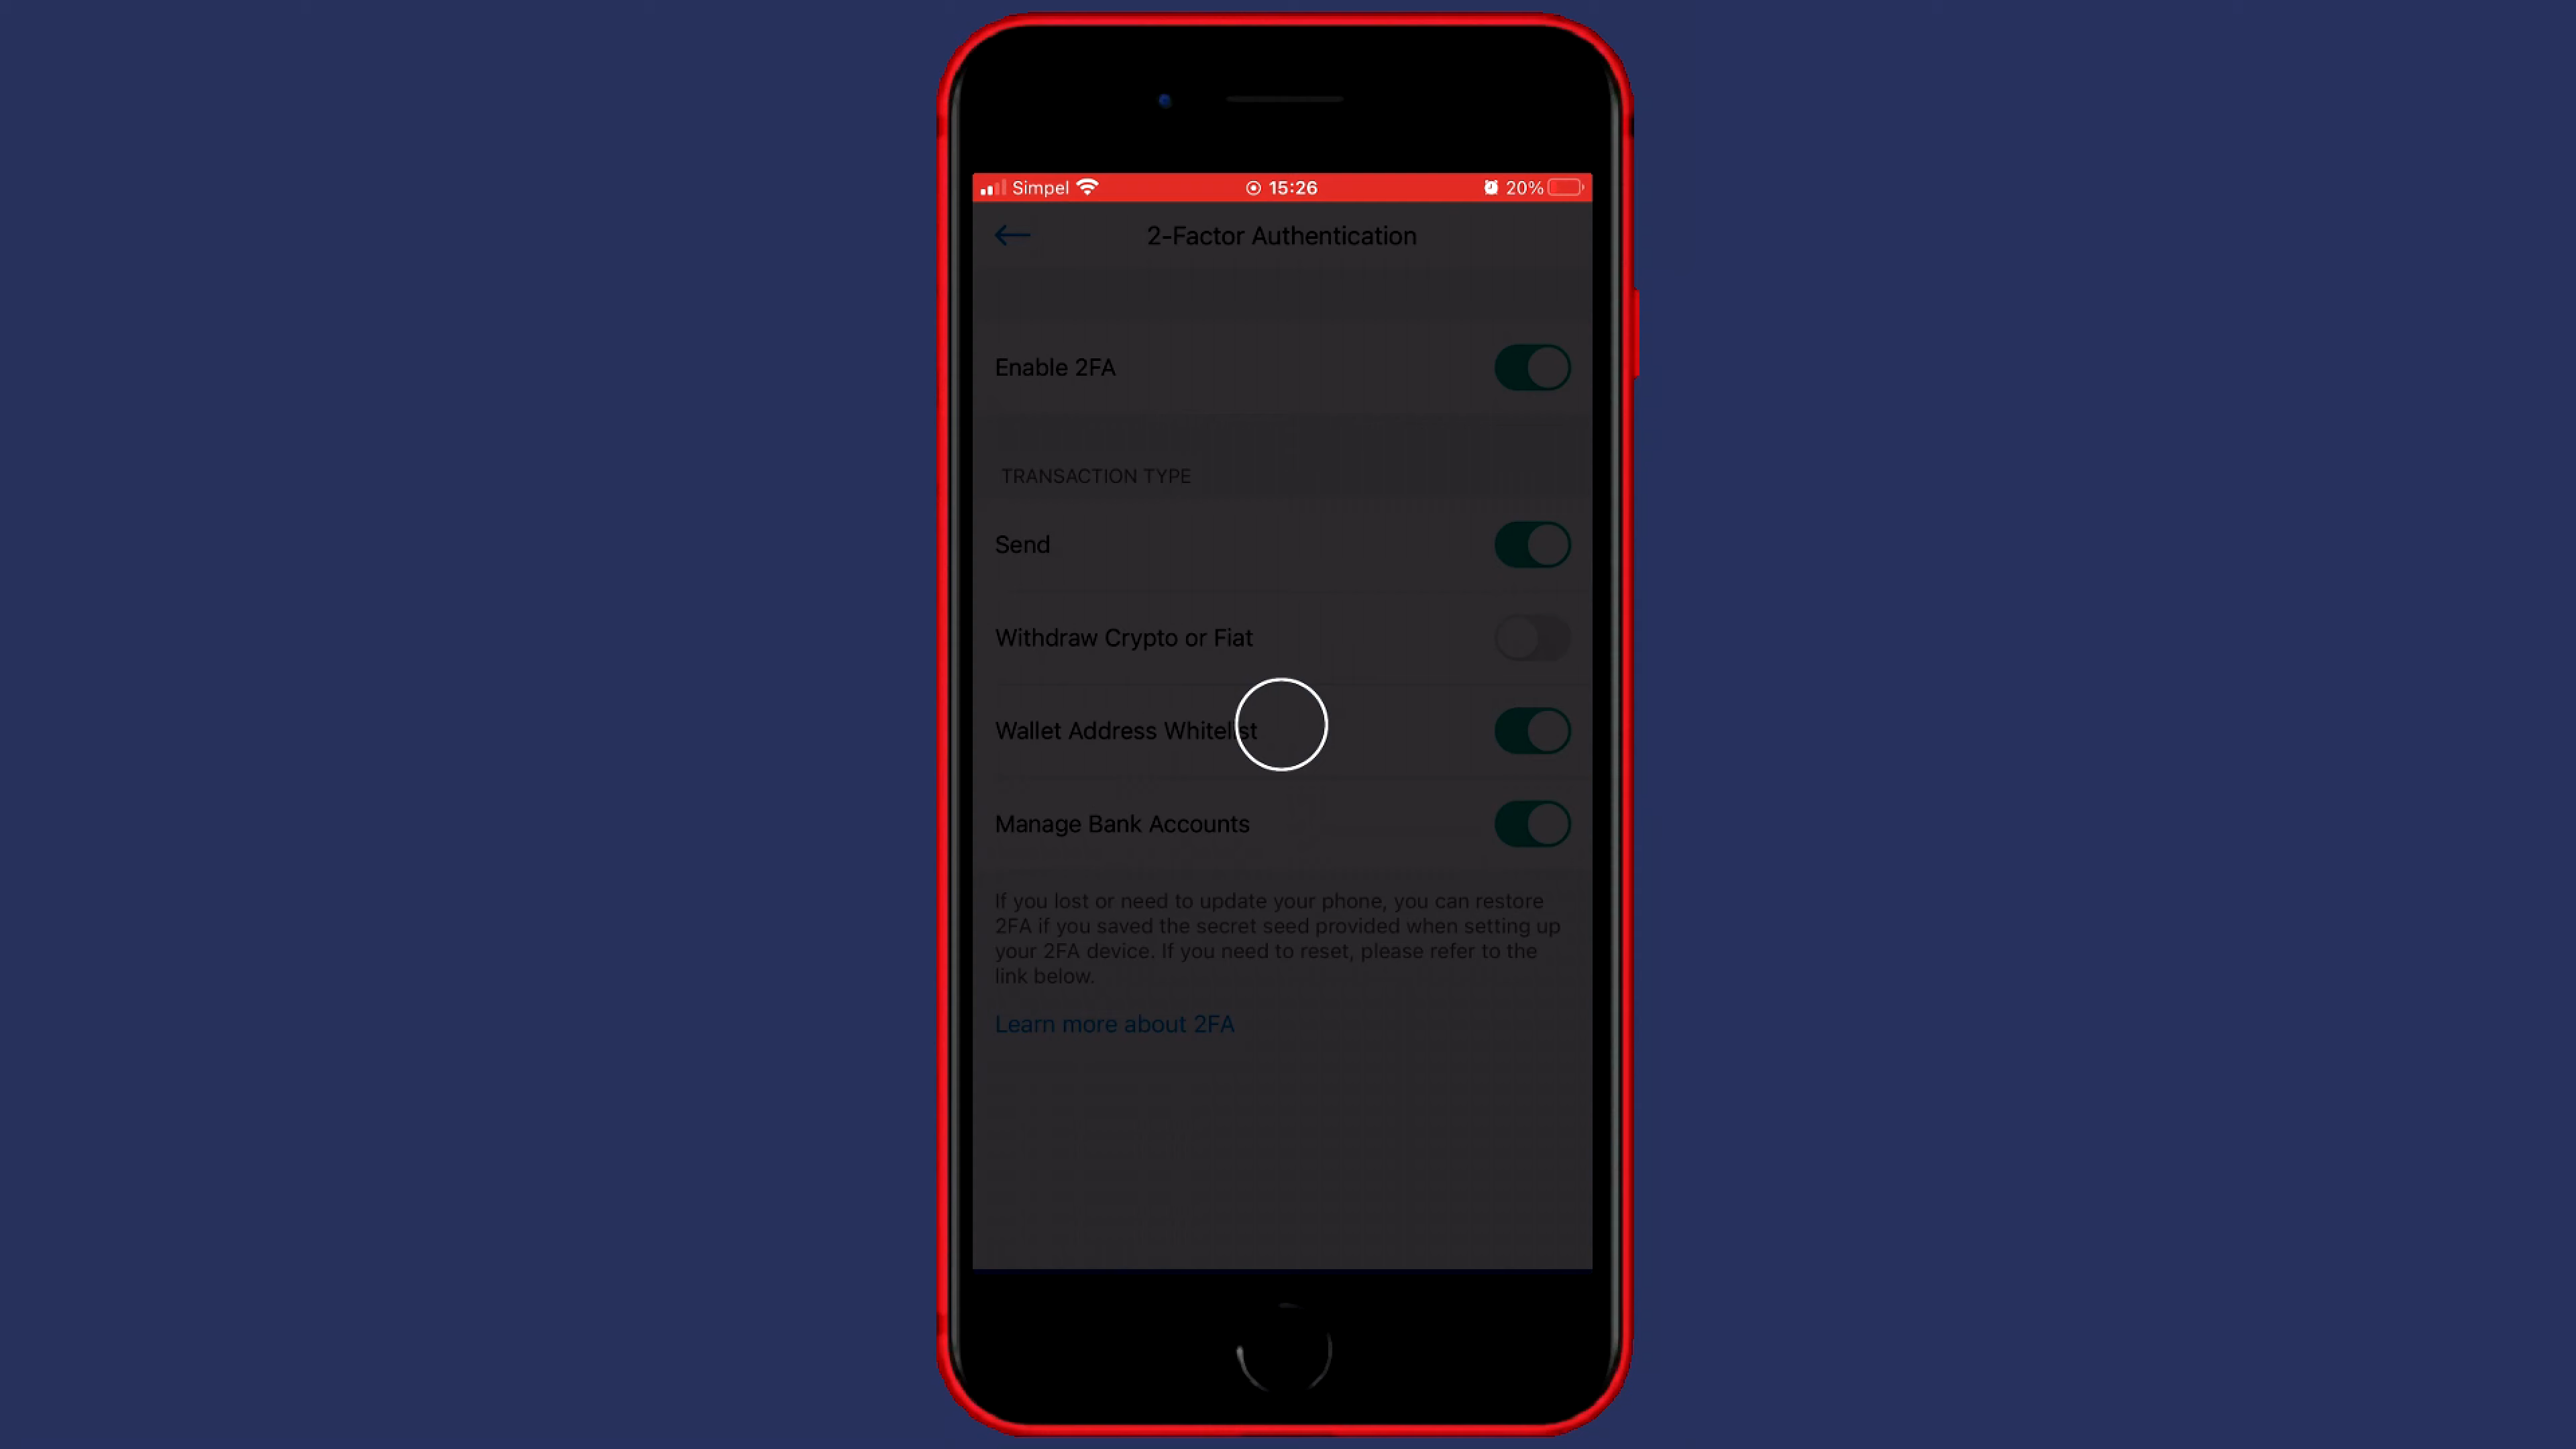 Simpel 15:26 20%
2-Factor Authentication
Enable 2FA
TRANSACTION TYPE
Send
Withdraw Crypto or Fiat
Wallet Address Whitelist
Manage Bank Accounts
If you lost or need to update your phone, you can restore
2FA if you saved the secret seed provided when setting up
your 2FA device. If you need to reset, please refer to the
link below.
Learn more about 2FA